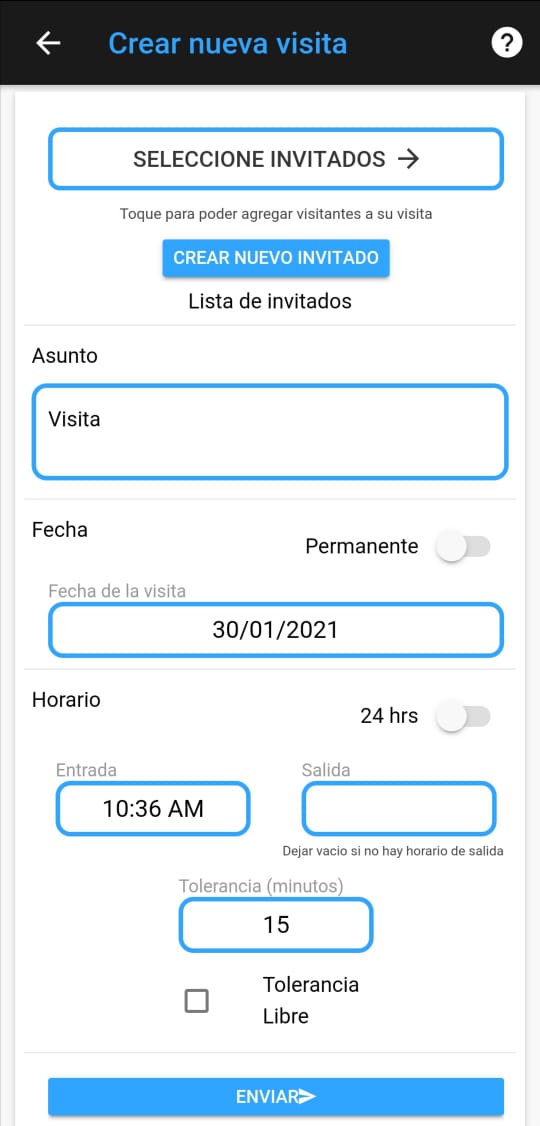 Crear nueva visita
?
SELECCIONE INVITADOS
Toque para poder agregar visitantes a su visita
CREAR NUEVO INVITADO
Lista de invitados
Asunto
Visita
Fecha
Permanente
Fecha de la visita
30/01/2021
Horario
24 hrs
Entrada
Salida
10:36 AM
Dejar vacio si no hay horario de salida
Tolerancia (minutos)
15
Tolerancia
Libre
ENVIAR